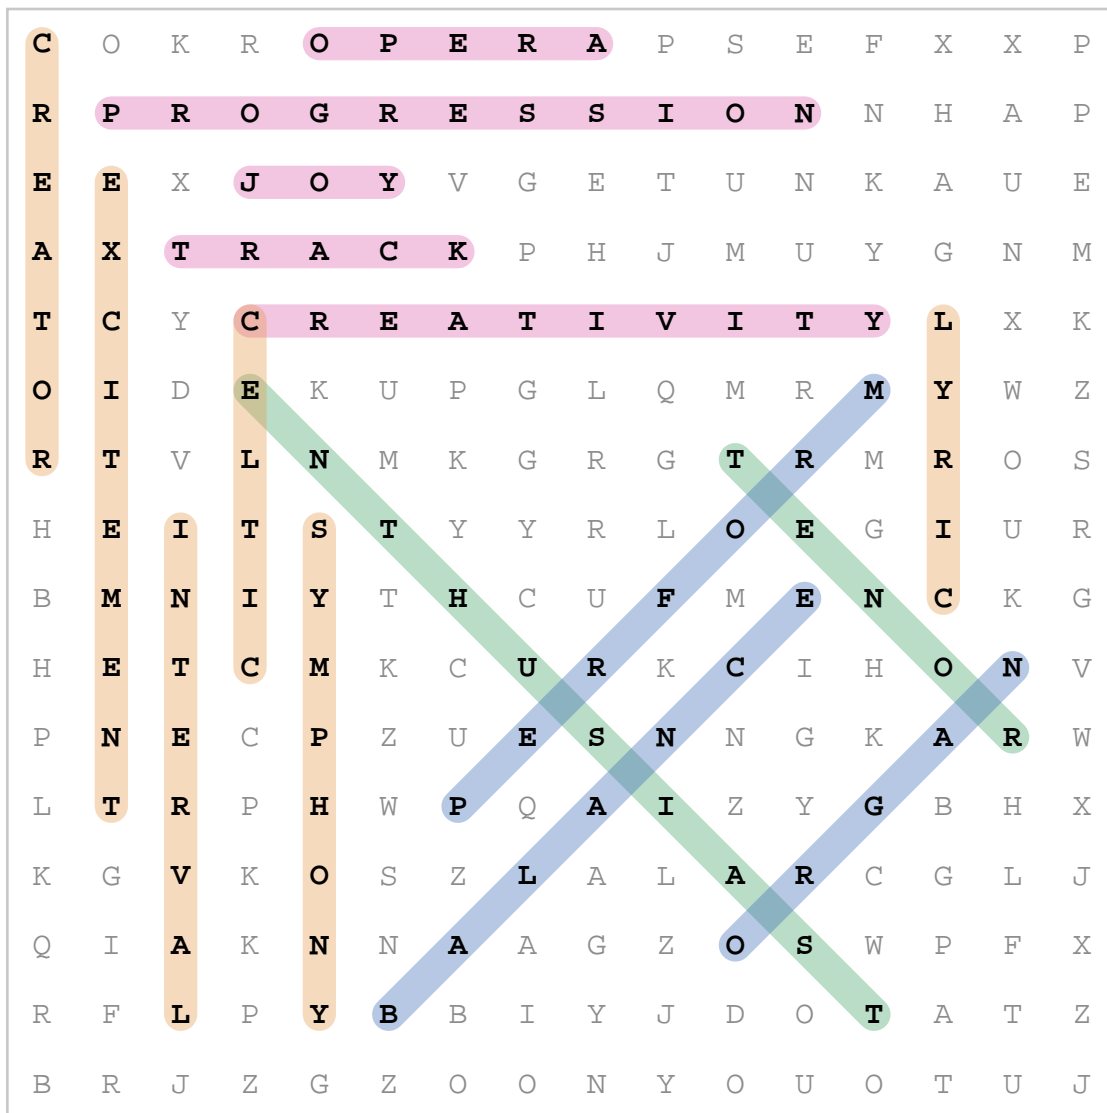 C O K R O P E R A P S E F X X P
R P R O G R E S S I O N N H A P
E E X J O Y V G E T U N K A U E
A X T R A C K P H J M U Y G N M
T C Y C R E A T I V I T Y L X K
O I D E K U P G L Q M R M Y W Z
R T V L N M K G R G T R M R O S
H E I T S T Y Y R L O E G I U R
B M N I Y T H C U F M E N C K G
H E T C M K C U R K C I H O N V
P N E C P Z U E S N N G K A R W
L T R P H W P Q A I Z Y G B H X
K G V K O S Z L A L A R C G L J
Q I A K N N A A G Z O S W P F X
R F L P Y B B I Y J D O T A T Z
B R J Z G Z O O N Y O U O T U J